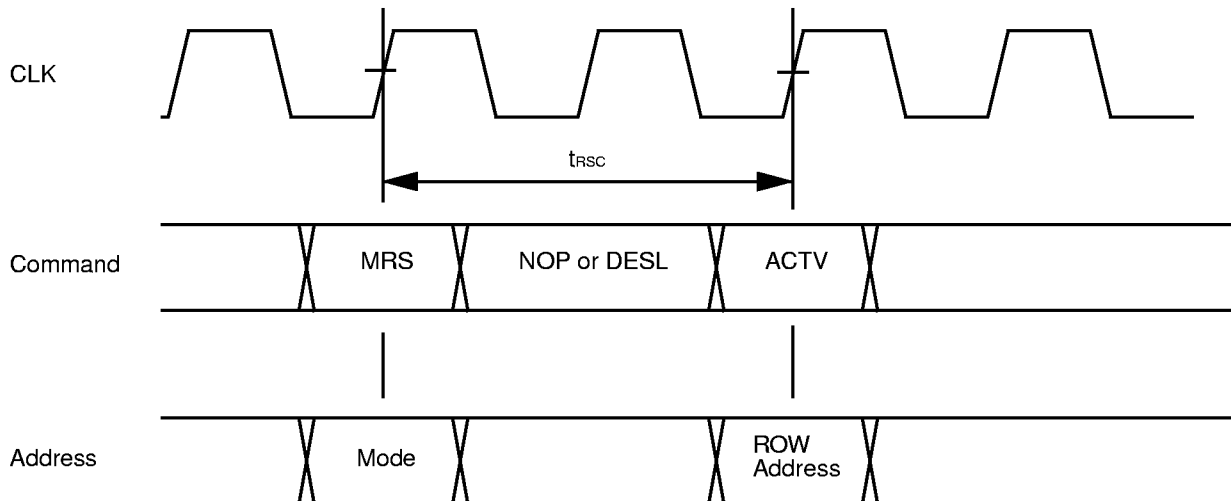 CLK
tRSC
Command
MRS
NOP or DESL
ACTV
Address
Mode
ROW
Address